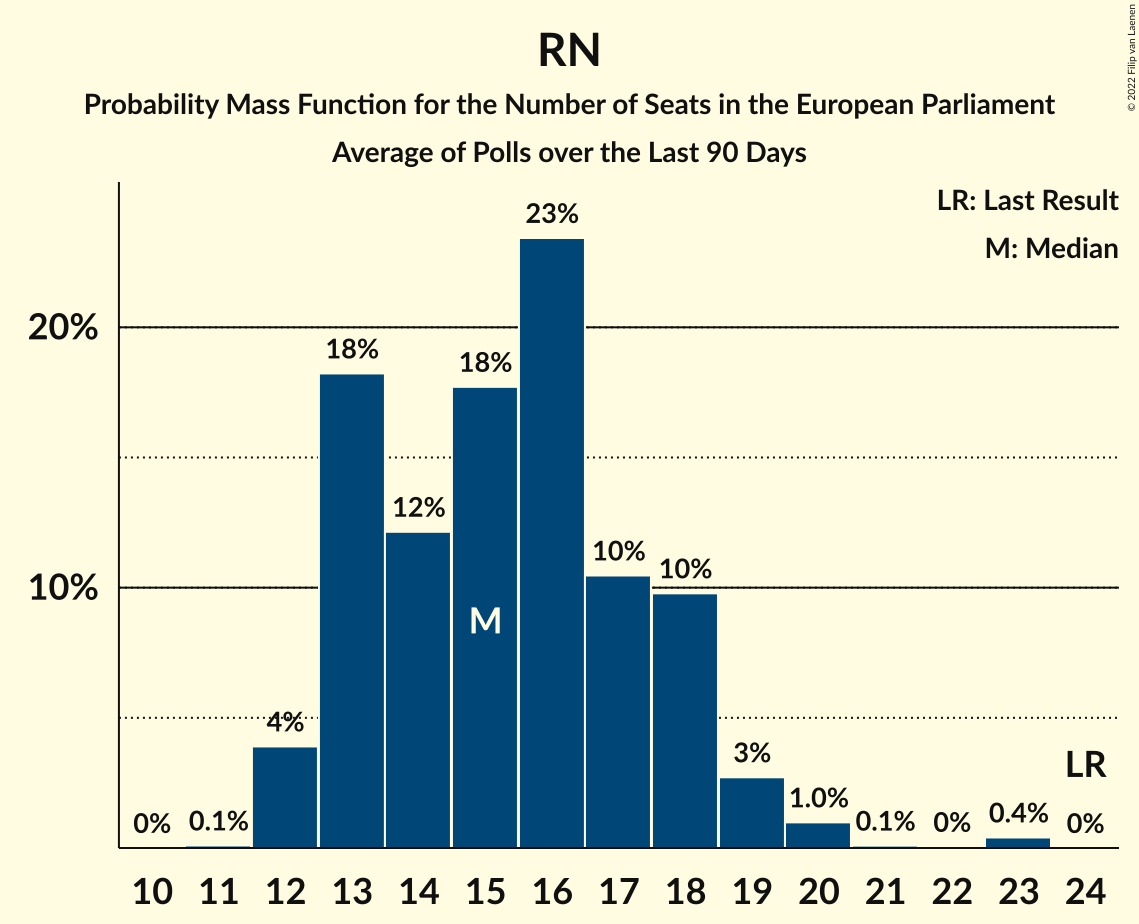 RN
Probability Mass Function for the Number of Seats in the European Parliament
Average of Polls over the Last 90 Days
© 2022 Filip van Laenen
LR: Last Result
M: Median
20%
10%
0%
0.1%
4%
18%
12%
18%
23%
10%
10%
3%
1.0%
0.1%
0%
0.4%
0%
M
LR
10 11 12 13 14 15 16 17 18 19 20 21 22 23 24